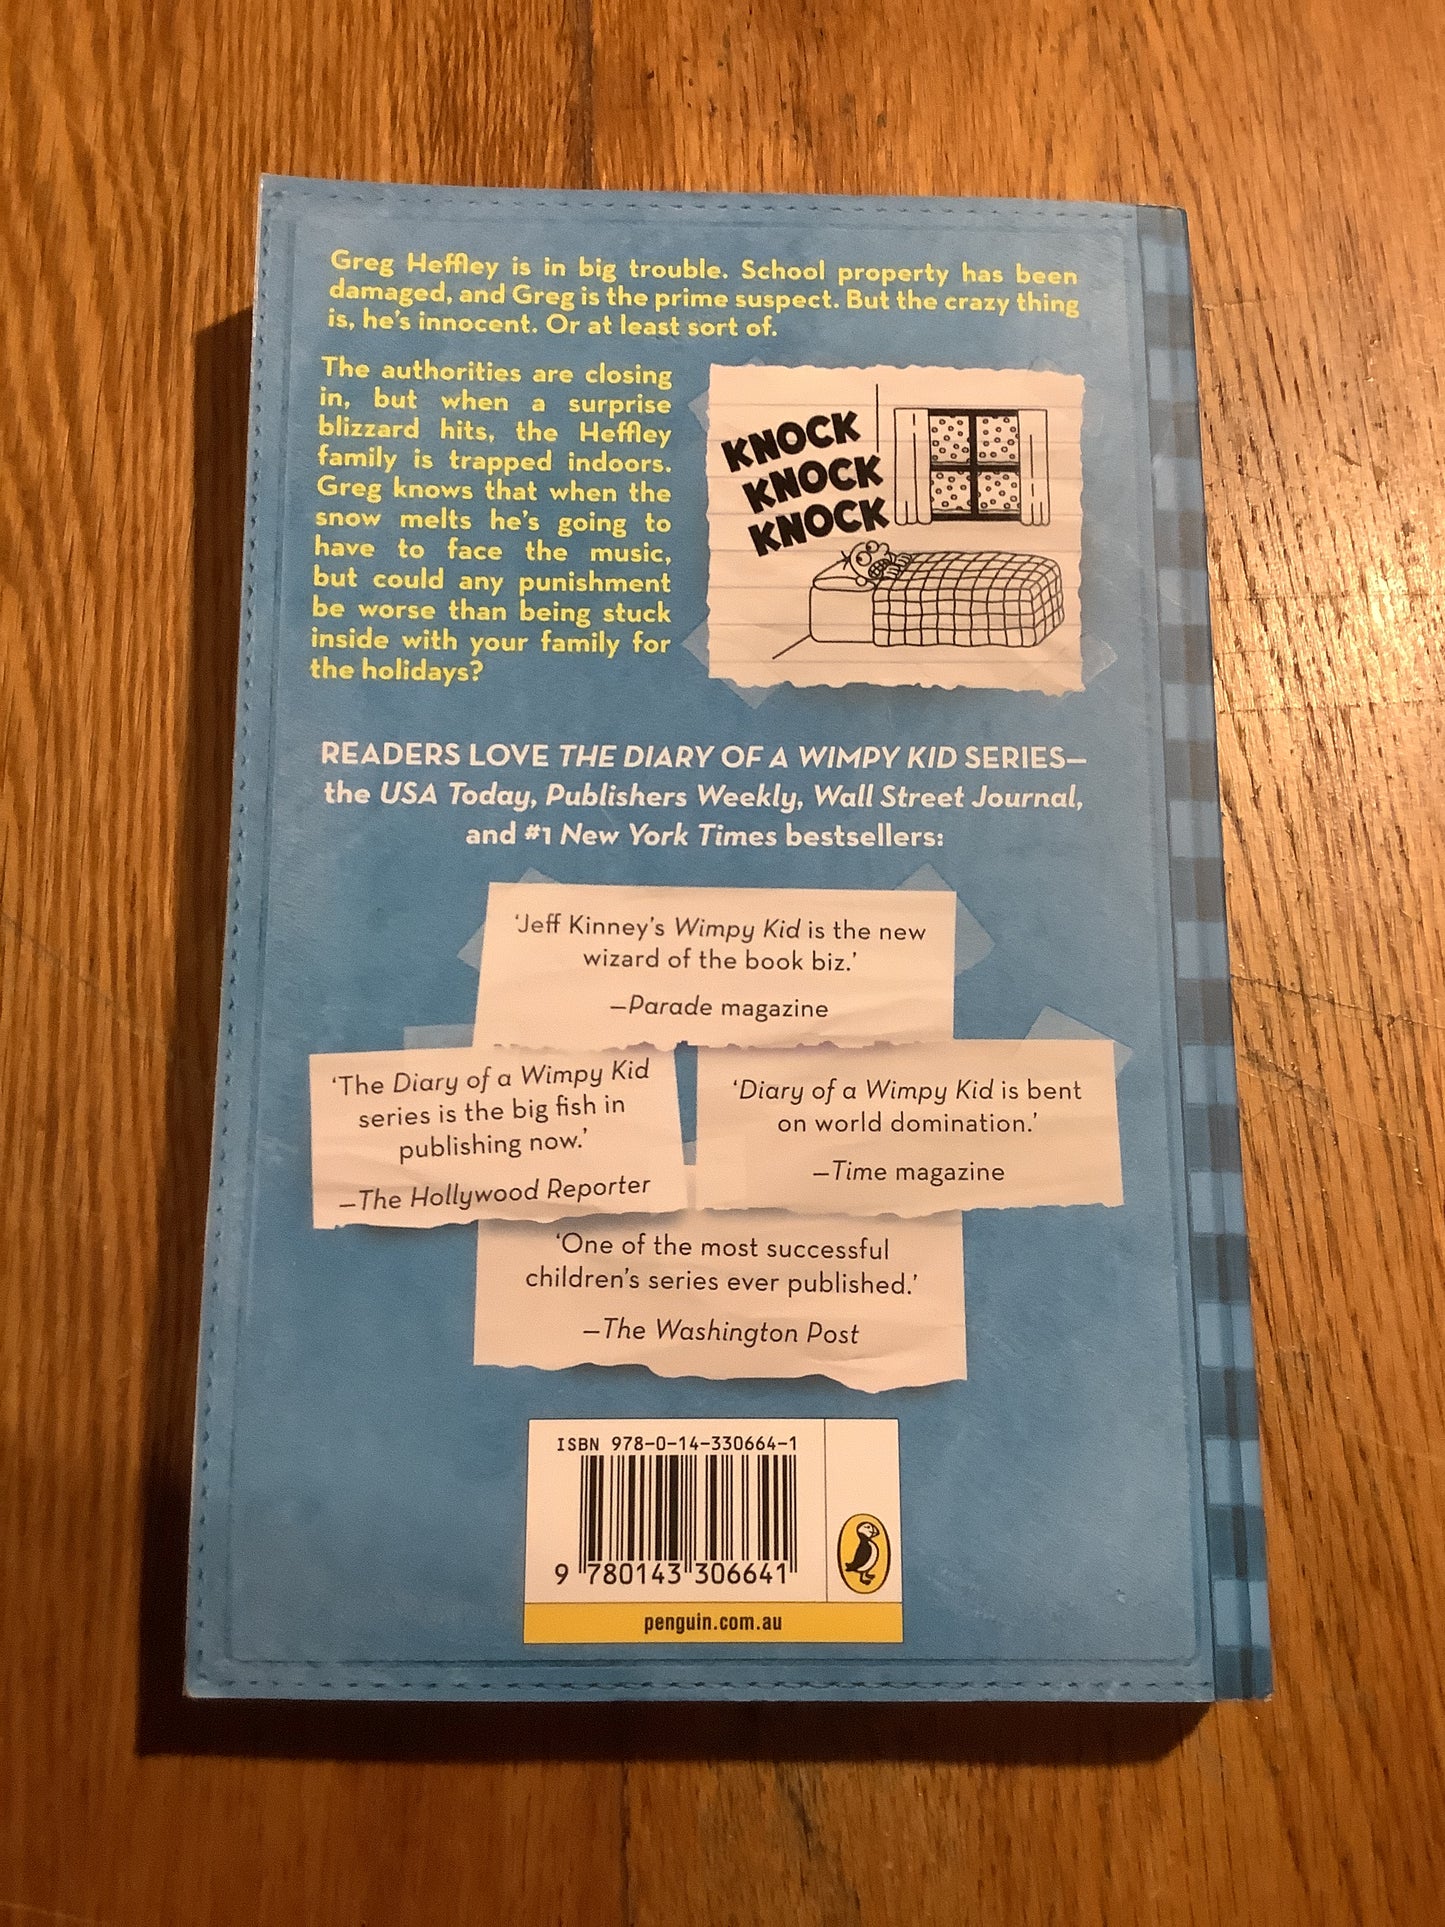 Greg Heffley is in big trouble. School property has been
damaged, and Greg is the prime suspect. But the crazy thing
is, he's innocent. Or at least sort of.
The authorities are closing
in, but when a surprise
blizzard hits, the Heffley
family is trapped indoors.
Greg knows that when the
snow melts he's going to
have to face the music,
but could any punishment
be worse than being stuck
inside with your family for
the holidays?
KNOCK
KNOCK
KNOCK
READERS LOVE THE DIARY OF A WIMPY KID SERIES—
the USA Today, Publishers Weekly, Wall Street Journal,
and #1 New York Times bestsellers:
‘Jeff Kinney’s Wimpy Kid is the new
wizard of the book biz.’
—Parade magazine
‘The Diary of a Wimpy Kid
series is the big fish in
publishing now.’
—The Hollywood Reporter
‘Diary of a Wimpy Kid is bent
on world domination.’
—Time magazine
‘One of the most successful
children’s series ever published.’
—The Washington Post
ISBN 978-0-14-330664-1
9 780143 306641
penguin.com.au